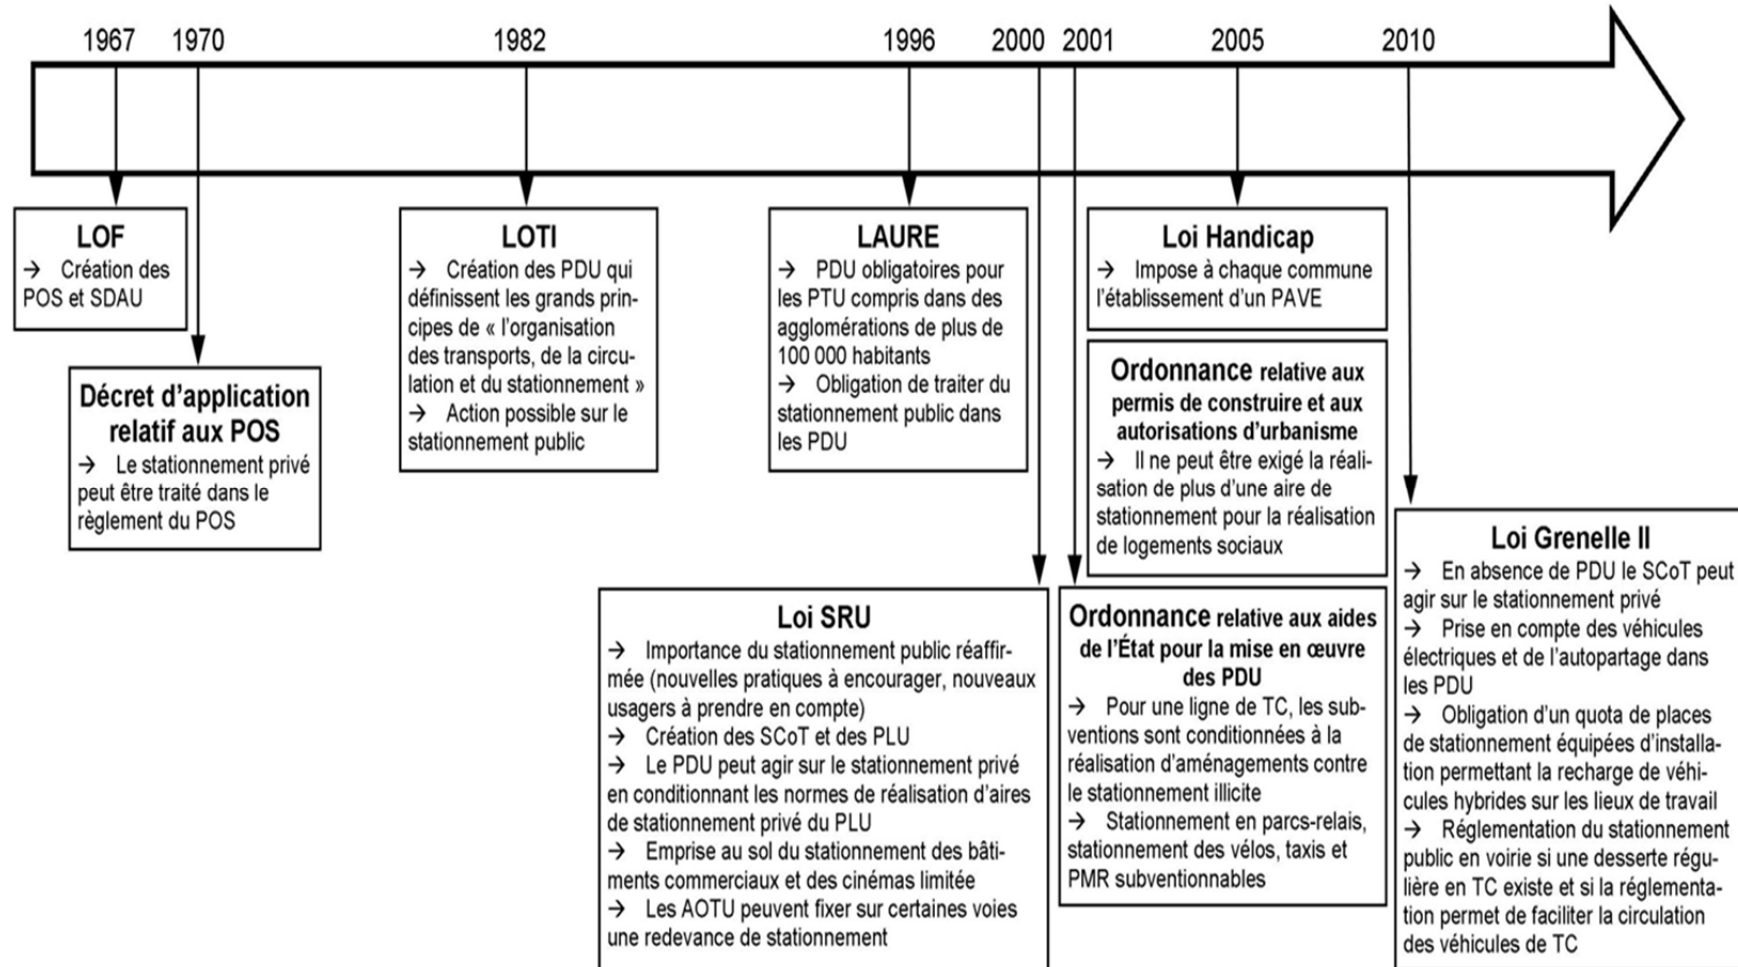 1967 1970 1982 1996 2000 2001 2005 2010
LOF
→ Création des
POS et SDAU
Décret d'application
relatif aux POS
→ Le stationnement privé
peut être traité dans le
règlement du POS
LOTI
→ Création des PDU qui
définissent les grands prin-
cipes de « l'organisation
des transports, de la circu-
lation et du stationnement »
→ Action possible sur le
stationnement public
LAURE
→ PDU obligatoires pour
les PTU compris dans des
agglomérations de plus de
100 000 habitants
→ Obligation de traiter du
stationnement public dans
les PDU
Loi SRU
→ Importance du stationnement public réaffir-
mée (nouvelles pratiques à encourager, nouveaux
usagers à prendre en compte)
→ Création des SCoT et des PLU
→ Le PDU peut agir sur le stationnement privé
en conditionnant les normes de réalisation d'aires
de stationnement privé du PLU
→ Emprise au sol du stationnement des bâti-
ments commerciaux et des cinémas limitée
→ Les AOTU peuvent fixer sur certaines voies
une redevance de stationnement
Ordonnance relative aux aides
de l'État pour la mise en œuvre
des PDU
→ Pour une ligne de TC, les sub-
ventions sont conditionnées à la
réalisation d'aménagements contre
le stationnement illicite
→ Stationnement en parcs-relais,
stationnement des vélos, taxis et
PMR subventionnables
Loi Handicap
→ Impose à chaque commune
l'établissement d'un PAVE
Ordonnance relative aux
permis de construire et aux
autorisations d'urbanisme
→ Il ne peut être exigé la réali-
sation de plus d'une aire de
stationnement pour la réalisation
de logements sociaux
Loi Grenelle II
→ En absence de PDU le SCoT peut
agir sur le stationnement privé
→ Prise en compte des véhicules
électriques et de l'autopartage dans
les PDU
→ Obligation d'un quota de places
de stationnement équipées d'installa-
tion permettant la recharge de véhi-
cules hybrides sur les lieux de travail
→ Réglementation du stationnement
public en voirie si une desserte régu-
lière en TC existe et si la réglementa-
tion permet de faciliter la circulation
des véhicules de TC